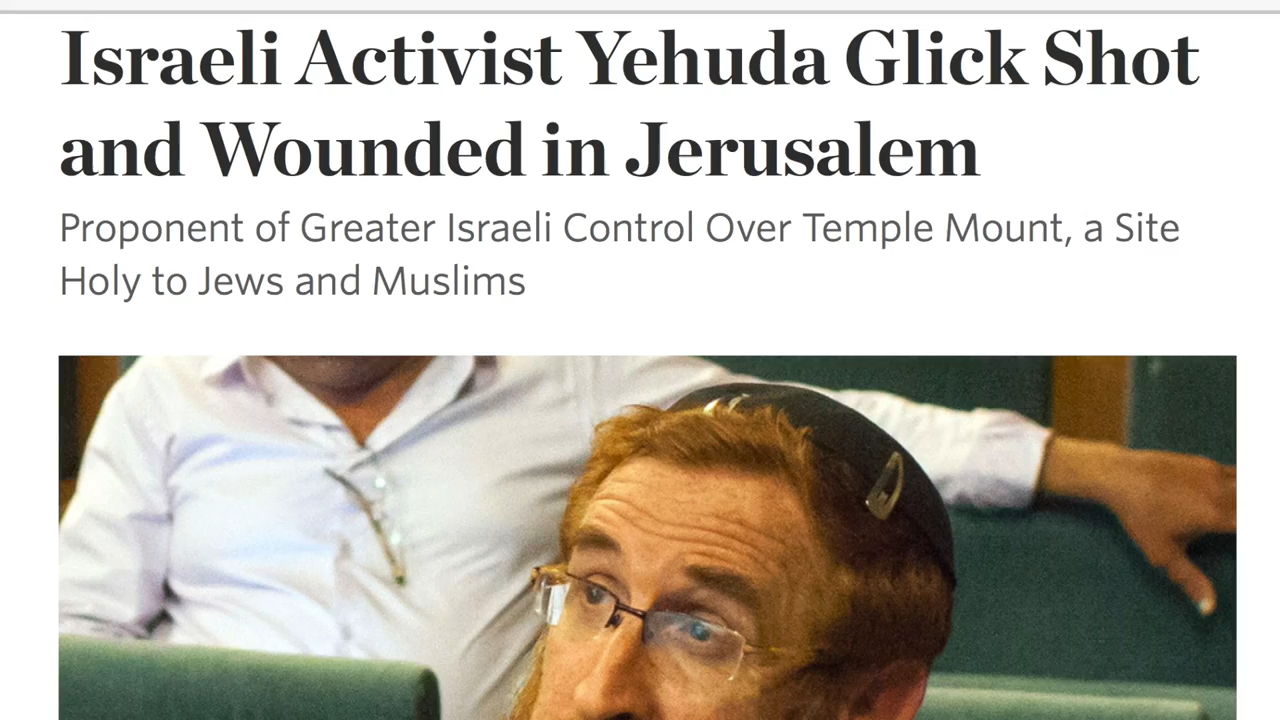 Israeli Activist Yehuda Glick Shot
and Wounded in Jerusalem
Proponent of Greater Israeli Control Over Temple Mount, a Site
Holy to Jews and Muslims